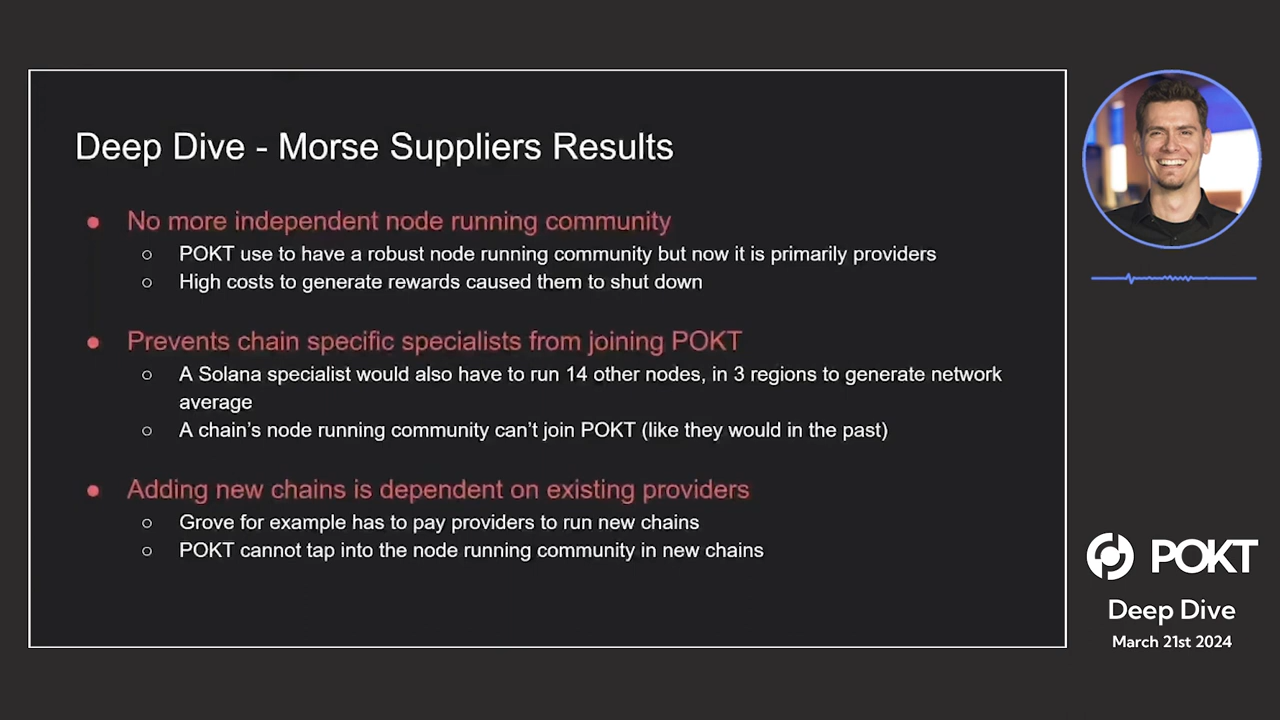 Deep Dive - Morse Suppliers Results
● No more independent node running community
○ POKT use to have a robust node running community but now it is primarily providers
○ High costs to generate rewards caused them to shut down
● Prevents chain specific specialists from joining POKT
○ A Solana specialist would also have to run 14 other nodes, in 3 regions to generate network
average
○ A chain’s node running community can’t join POKT (like they would in the past)
● Adding new chains is dependent on existing providers
○ Grove for example has to pay providers to run new chains
○ POKT cannot tap into the node running community in new chains
POKT
Deep Dive
March 21st 2024